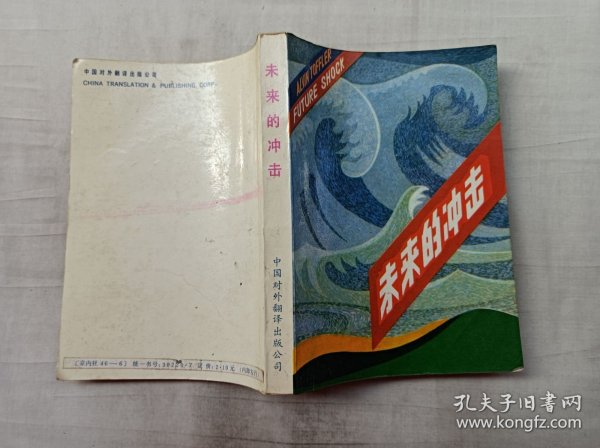 中国对外翻译出版公司
CHINA TRANSLATION & PUBLISHING CORP.
未来的冲击
中国对外翻译出版公司
ALVIN TOFFLER
FUTURE SHOCK
未来的冲击
孔夫子旧书网
www.kongfz.com